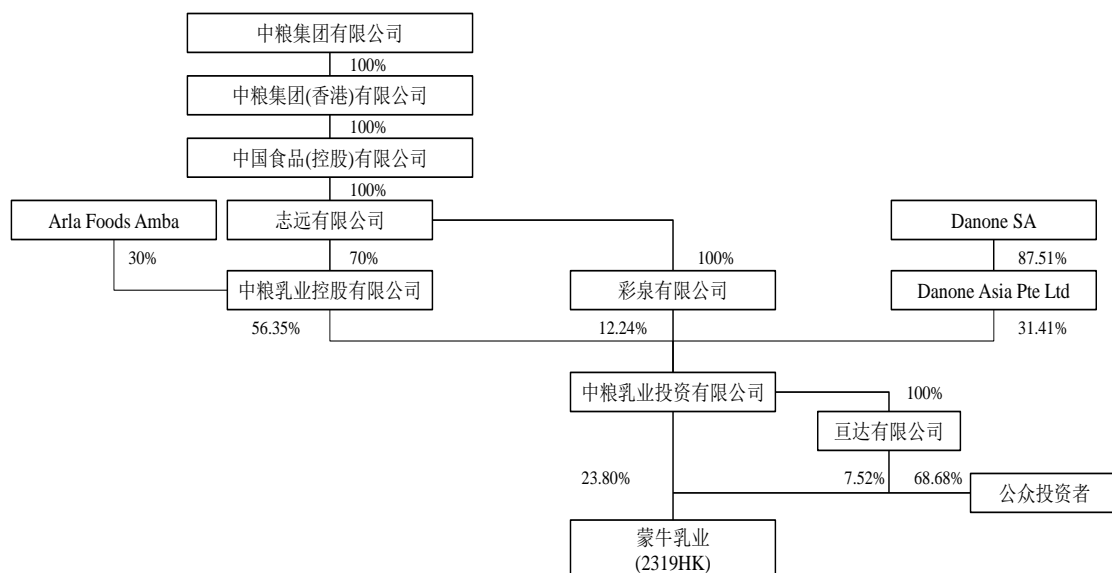 中粮集团有限公司
100%
中粮集团(香港)有限公司
100%
中国食品(控股)有限公司
100%
Arla Foods Amba
志远有限公司
Danone SA
30%
70%
100%
87.51%
中粮乳业控股有限公司
彩泉有限公司
Danone Asia Pte Ltd
56.35%
12.24%
31.41%
中粮乳业投资有限公司
100%
亘达有限公司
23.80%
7.52%
68.68%
公众投资者
蒙牛乳业
(2319HK)